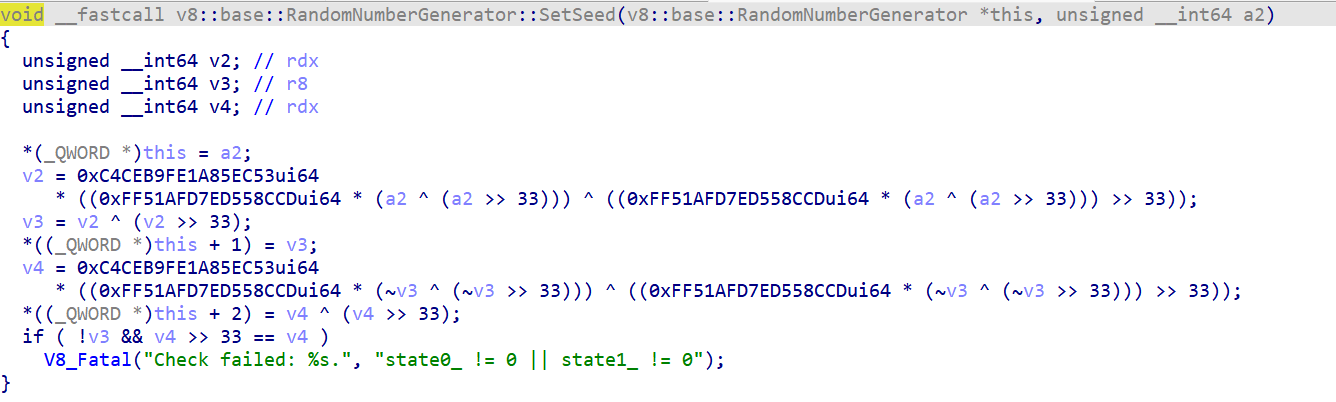 void __fastcall v8::base::RandomNumberGenerator::SetSeed(v8::base::RandomNumberGenerator *this, unsigned __int64 a2)
{
  unsigned __int64 v2; // rdx
  unsigned __int64 v3; // r8
  unsigned __int64 v4; // rdx

  *(_QWORD *)this = a2;
  v2 = 0xC4CEB9FE1A85EC53ui64
     * ((0xFF51AFD7ED558CCDui64 * (a2 ^ (a2 >> 33))) ^ ((0xFF51AFD7ED558CCDui64 * (a2 ^ (a2 >> 33))) >> 33));
  v3 = v2 ^ (v2 >> 33);
  *((_QWORD *)this + 1) = v3;
  v4 = 0xC4CEB9FE1A85EC53ui64
     * ((0xFF51AFD7ED558CCDui64 * (~v3 ^ (~v3 >> 33))) ^ ((0xFF51AFD7ED558CCDui64 * (~v3 ^ (~v3 >> 33))) >> 33));
  *((_QWORD *)this + 2) = v4 ^ (v4 >> 33);
  if ( !v3 && v4 >> 33 == v4 )
    V8_Fatal("Check failed: %s.", "state0_ != 0 || state1_ != 0");
}